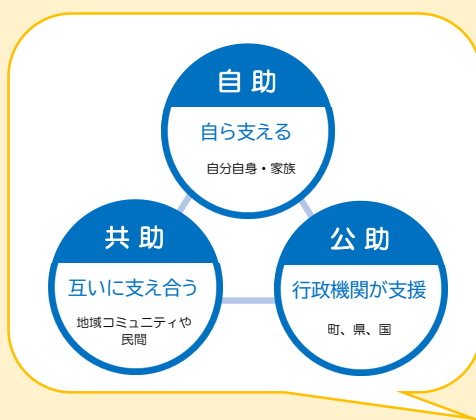 自助
自ら支える
自分自身・家族
共助
互いに支え合う
地域コミュニティや
民間
公助
行政機関が支援
町、県、国